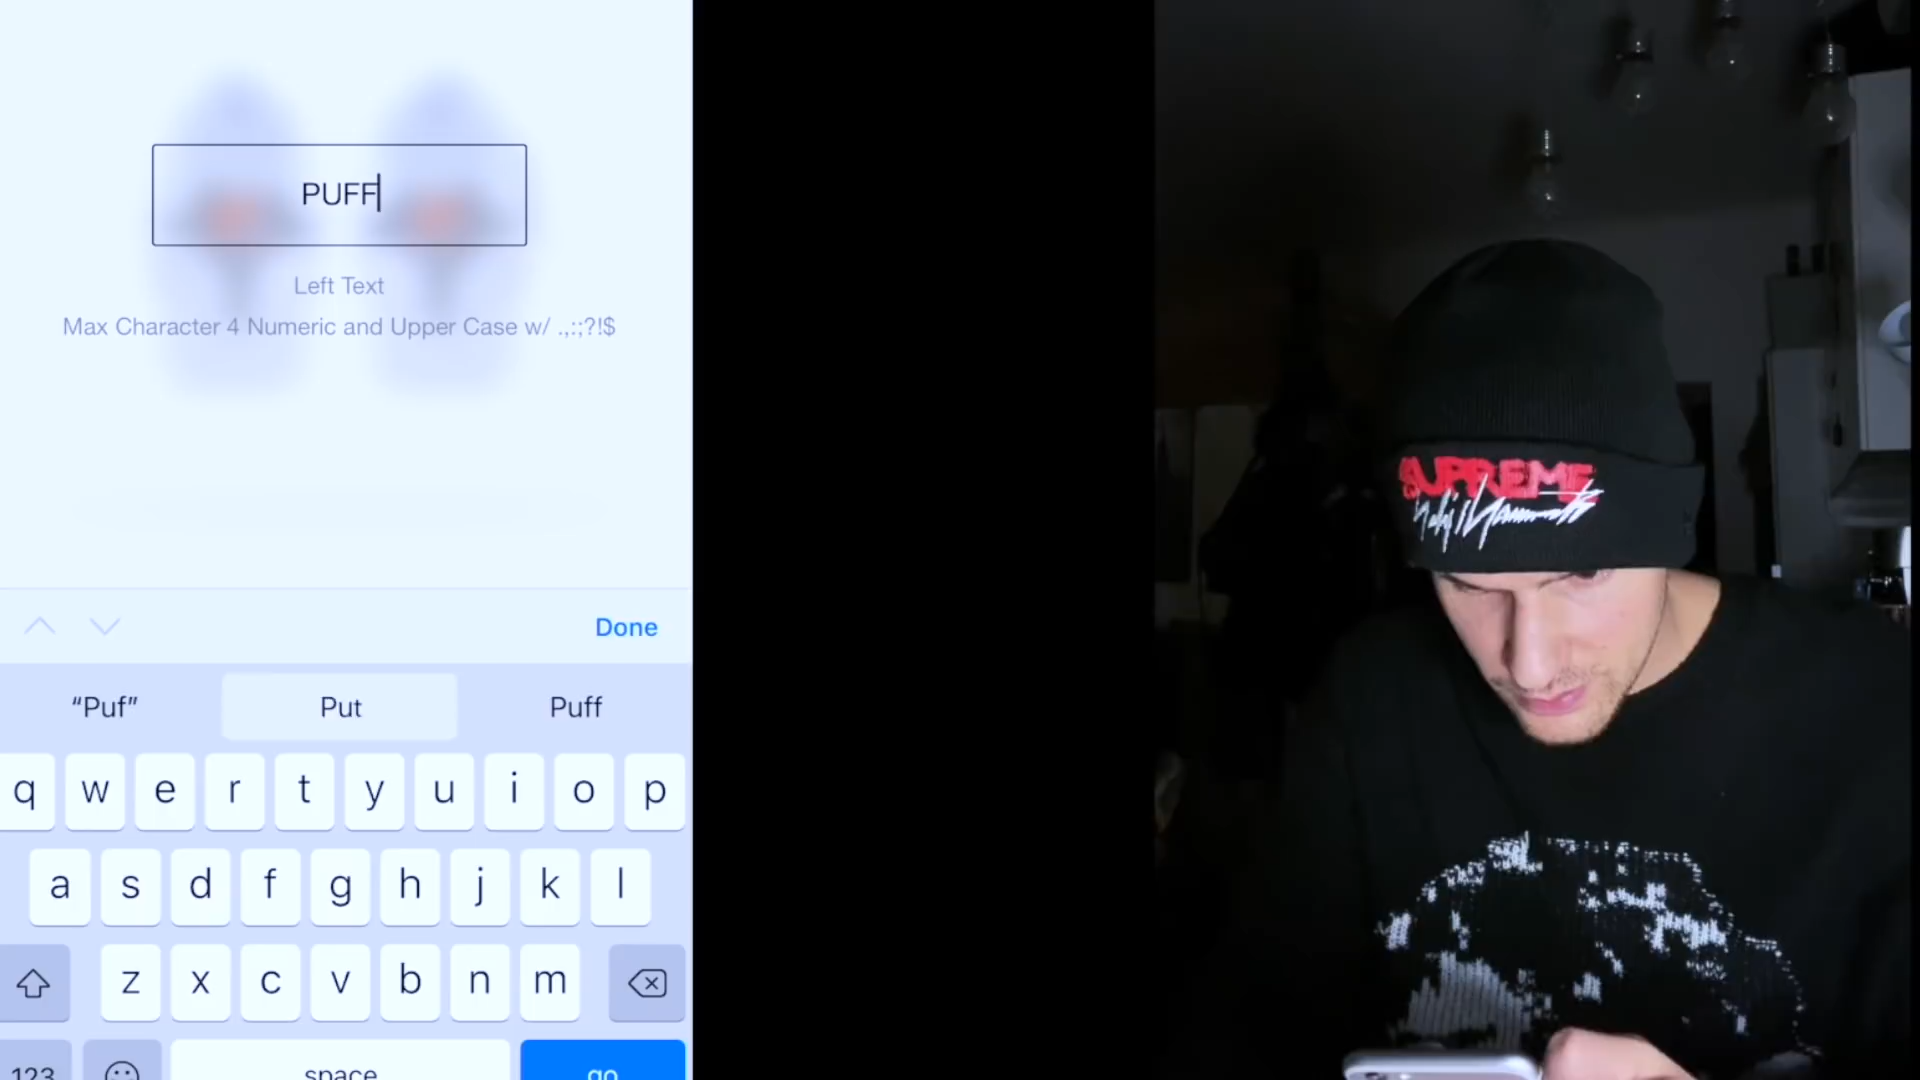 PUFF
Left Text
Max Character 4 Numeric and Upper Case w/ .,:;?!$
Done
“Puf” Put Puff
q w e r t y u i o p
a s d f g h j k l
z x c v b n m
123 space go
SUPREME